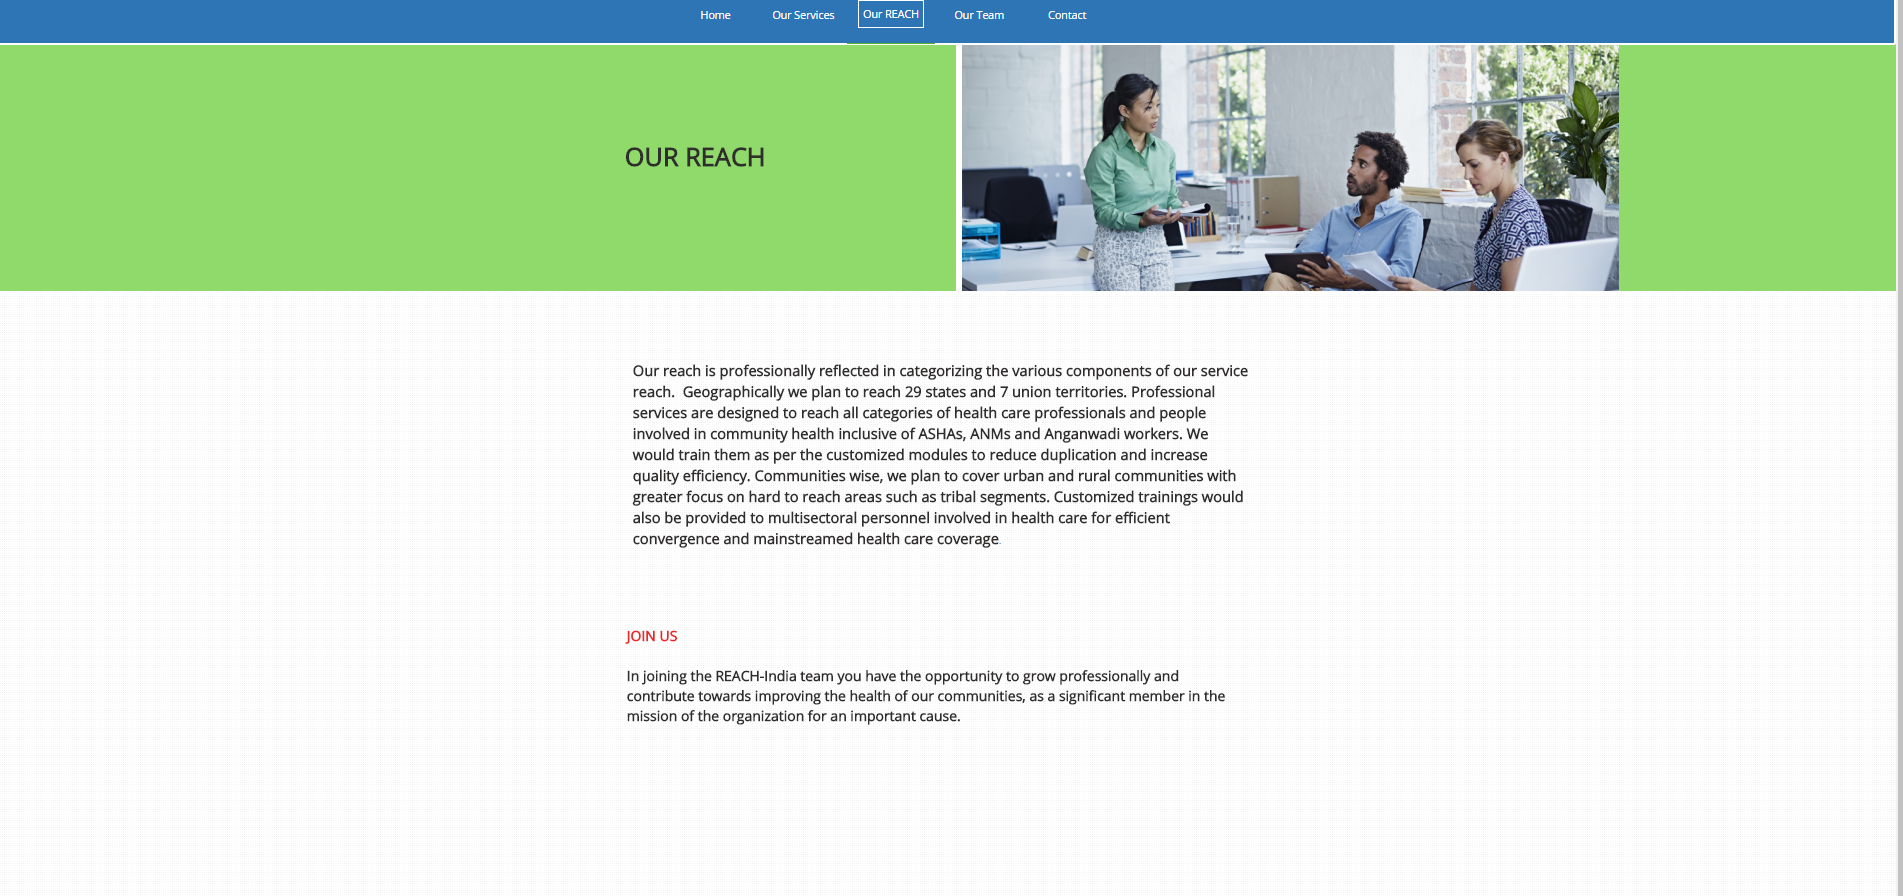 Home Our Services Our REACH Our Team Contact
OUR REACH
Our reach is professionally reflected in categorizing the various components of our service
reach.  Geographically we plan to reach 29 states and 7 union territories. Professional
services are designed to reach all categories of health care professionals and people
involved in community health inclusive of ASHAs, ANMs and Anganwadi workers. We
would train them as per the customized modules to reduce duplication and increase
quality efficiency. Communities wise, we plan to cover urban and rural communities with
greater focus on hard to reach areas such as tribal segments. Customized trainings would
also be provided to multisectoral personnel involved in health care for efficient
convergence and mainstreamed health care coverage.
JOIN US
In joining the REACH-India team you have the opportunity to grow professionally and
contribute towards improving the health of our communities, as a significant member in the
mission of the organization for an important cause.